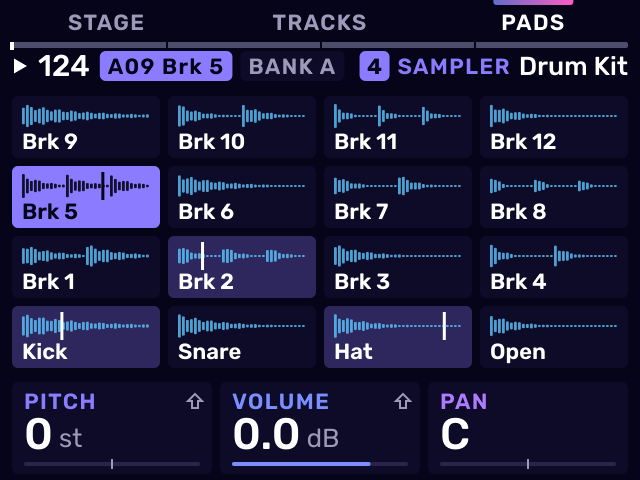 STAGE TRACKS PADS
124 A09 Brk 5 BANK A 4 SAMPLER Drum Kit
Brk 9 Brk 10 Brk 11 Brk 12
Brk 5 Brk 6 Brk 7 Brk 8
Brk 1 Brk 2 Brk 3 Brk 4
Kick Snare Hat Open
PITCH VOLUME PAN
0 st 0.0 dB C